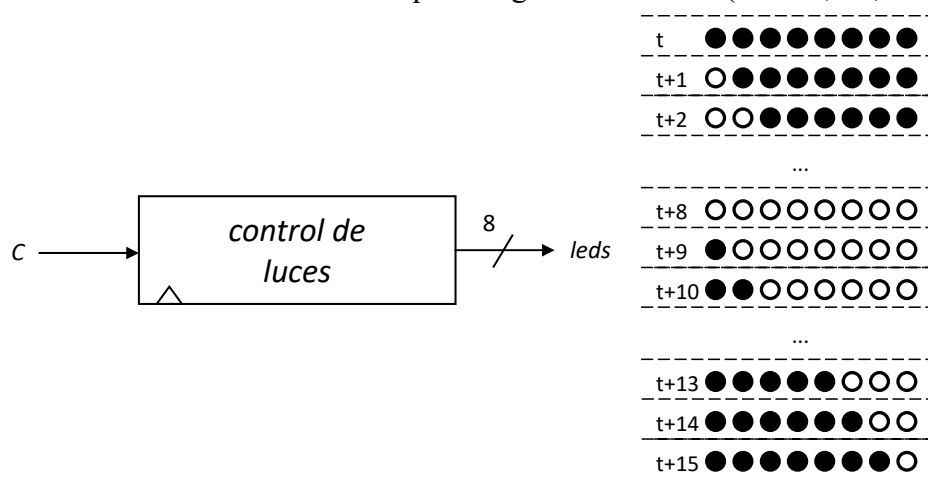 C
control de
luces
8
leds
t
t+1
t+2
...
t+8
t+9
t+10
...
t+13
t+14
t+15